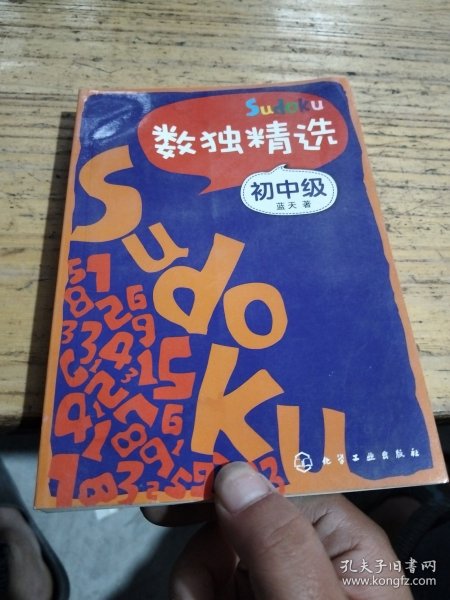 Sudoku
数独精选
初中级
蓝天 著
Sudoku
化学工业出版社
孔夫子旧书网
www.kongfz.com